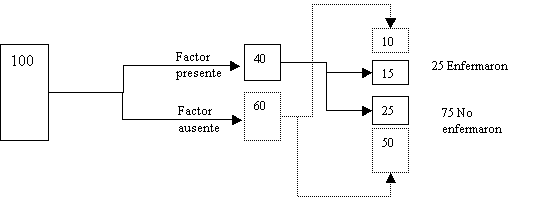 100
Factor
presente
40
Factor
ausente
60
10
15
25 Enfermaron
25
75 No
enfermaron
50